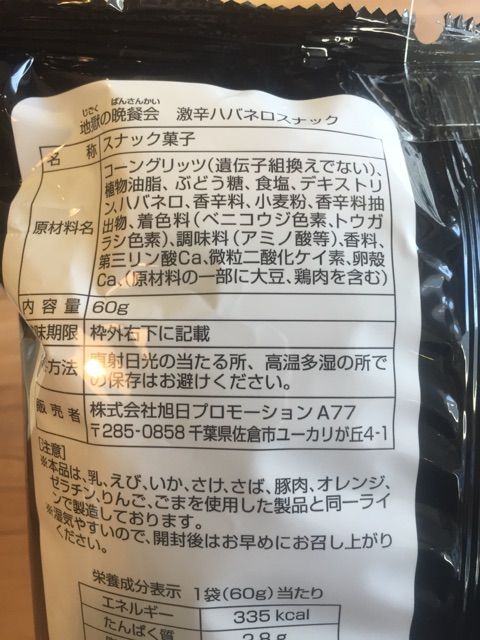 じごく ばんさんかい
地獄の晩餐会 激辛ハバネロスナック
名 称 スナック菓子
原材料名
コーングリッツ(遺伝子組換えでない)、
植物油脂、ぶどう糖、食塩、デキストリ
ン、ハバネロ、香辛料、小麦粉、香辛料抽
出物、着色料(ベニコウジ色素、トウガ
ラシ色素)、調味料(アミノ酸等)、香料、
第三リン酸Ca、微粒二酸化ケイ素、卵殻
Ca、(原材料の一部に大豆、鶏肉を含む)
内容量 60g
味期限 枠外右下に記載
方法 直射日光の当たる所、高温多湿の所で
の保存はお避けください。
販売者 株式会社旭日プロモーション A77
〒285-0858 千葉県佐倉市ユーカリが丘4-1
[注意]
※本品は、乳、えび、いか、さけ、さば、豚肉、オレンジ、
ゼラチン、りんご、ごまを使用した製品と同一ライ
ンで製造しております。
※湿気やすいので、開封後はお早めにお召し上がり
ください。
栄養成分表示 1袋(60g)当たり
エネルギー 335 kcal
たんぱく質 2.8g